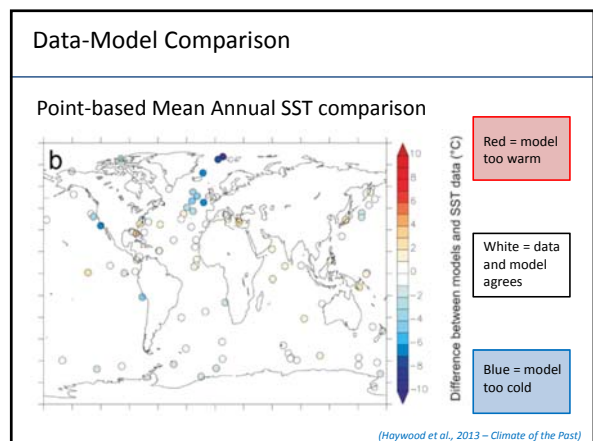 Data-Model Comparison
Point-based Mean Annual SST comparison
b
10
8
6
4
2
0
−2
−4
−6
−8
−10
Difference between models and SST data (°C)
Red = model
too warm
White = data
and model
agrees
Blue = model
too cold
(Haywood et al., 2013 – Climate of the Past)